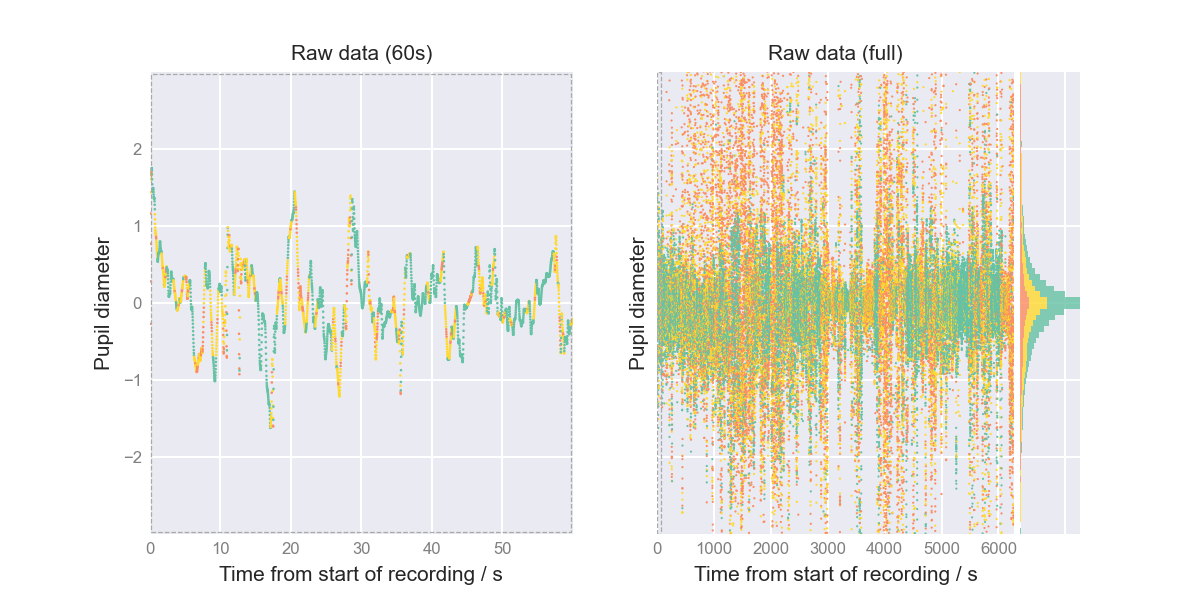 Raw data (60s)
Pupil diameter
2
1
0
−1
−2
0 10 20 30 40 50
Time from start of recording / s
Raw data (full)
Pupil diameter
0 1000 2000 3000 4000 5000 6000
Time from start of recording / s